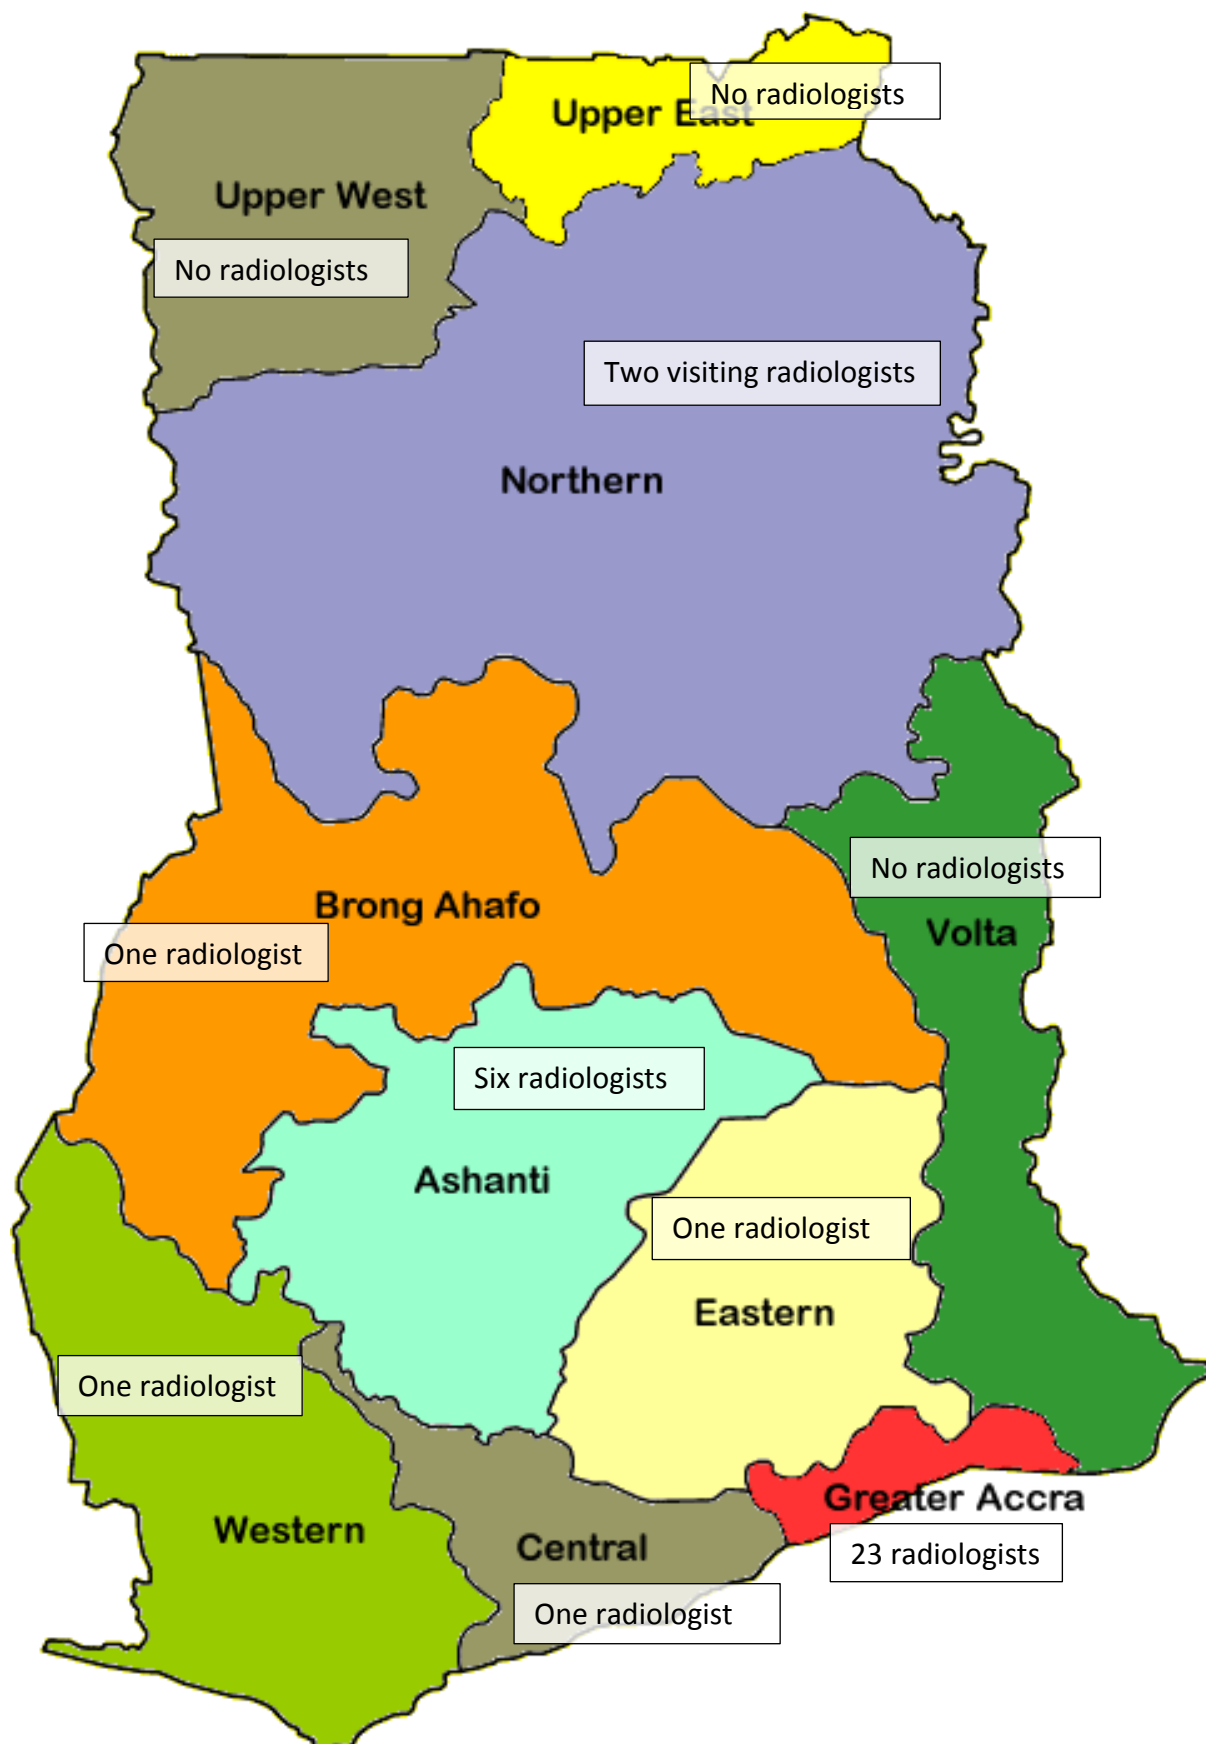 No radiologists
Upper East
Upper West
No radiologists
Two visiting radiologists
Northern
No radiologists
Brong Ahafo
Volta
One radiologist
Six radiologists
Ashanti
One radiologist
Eastern
One radiologist
Greater Accra
Western
Central
23 radiologists
One radiologist